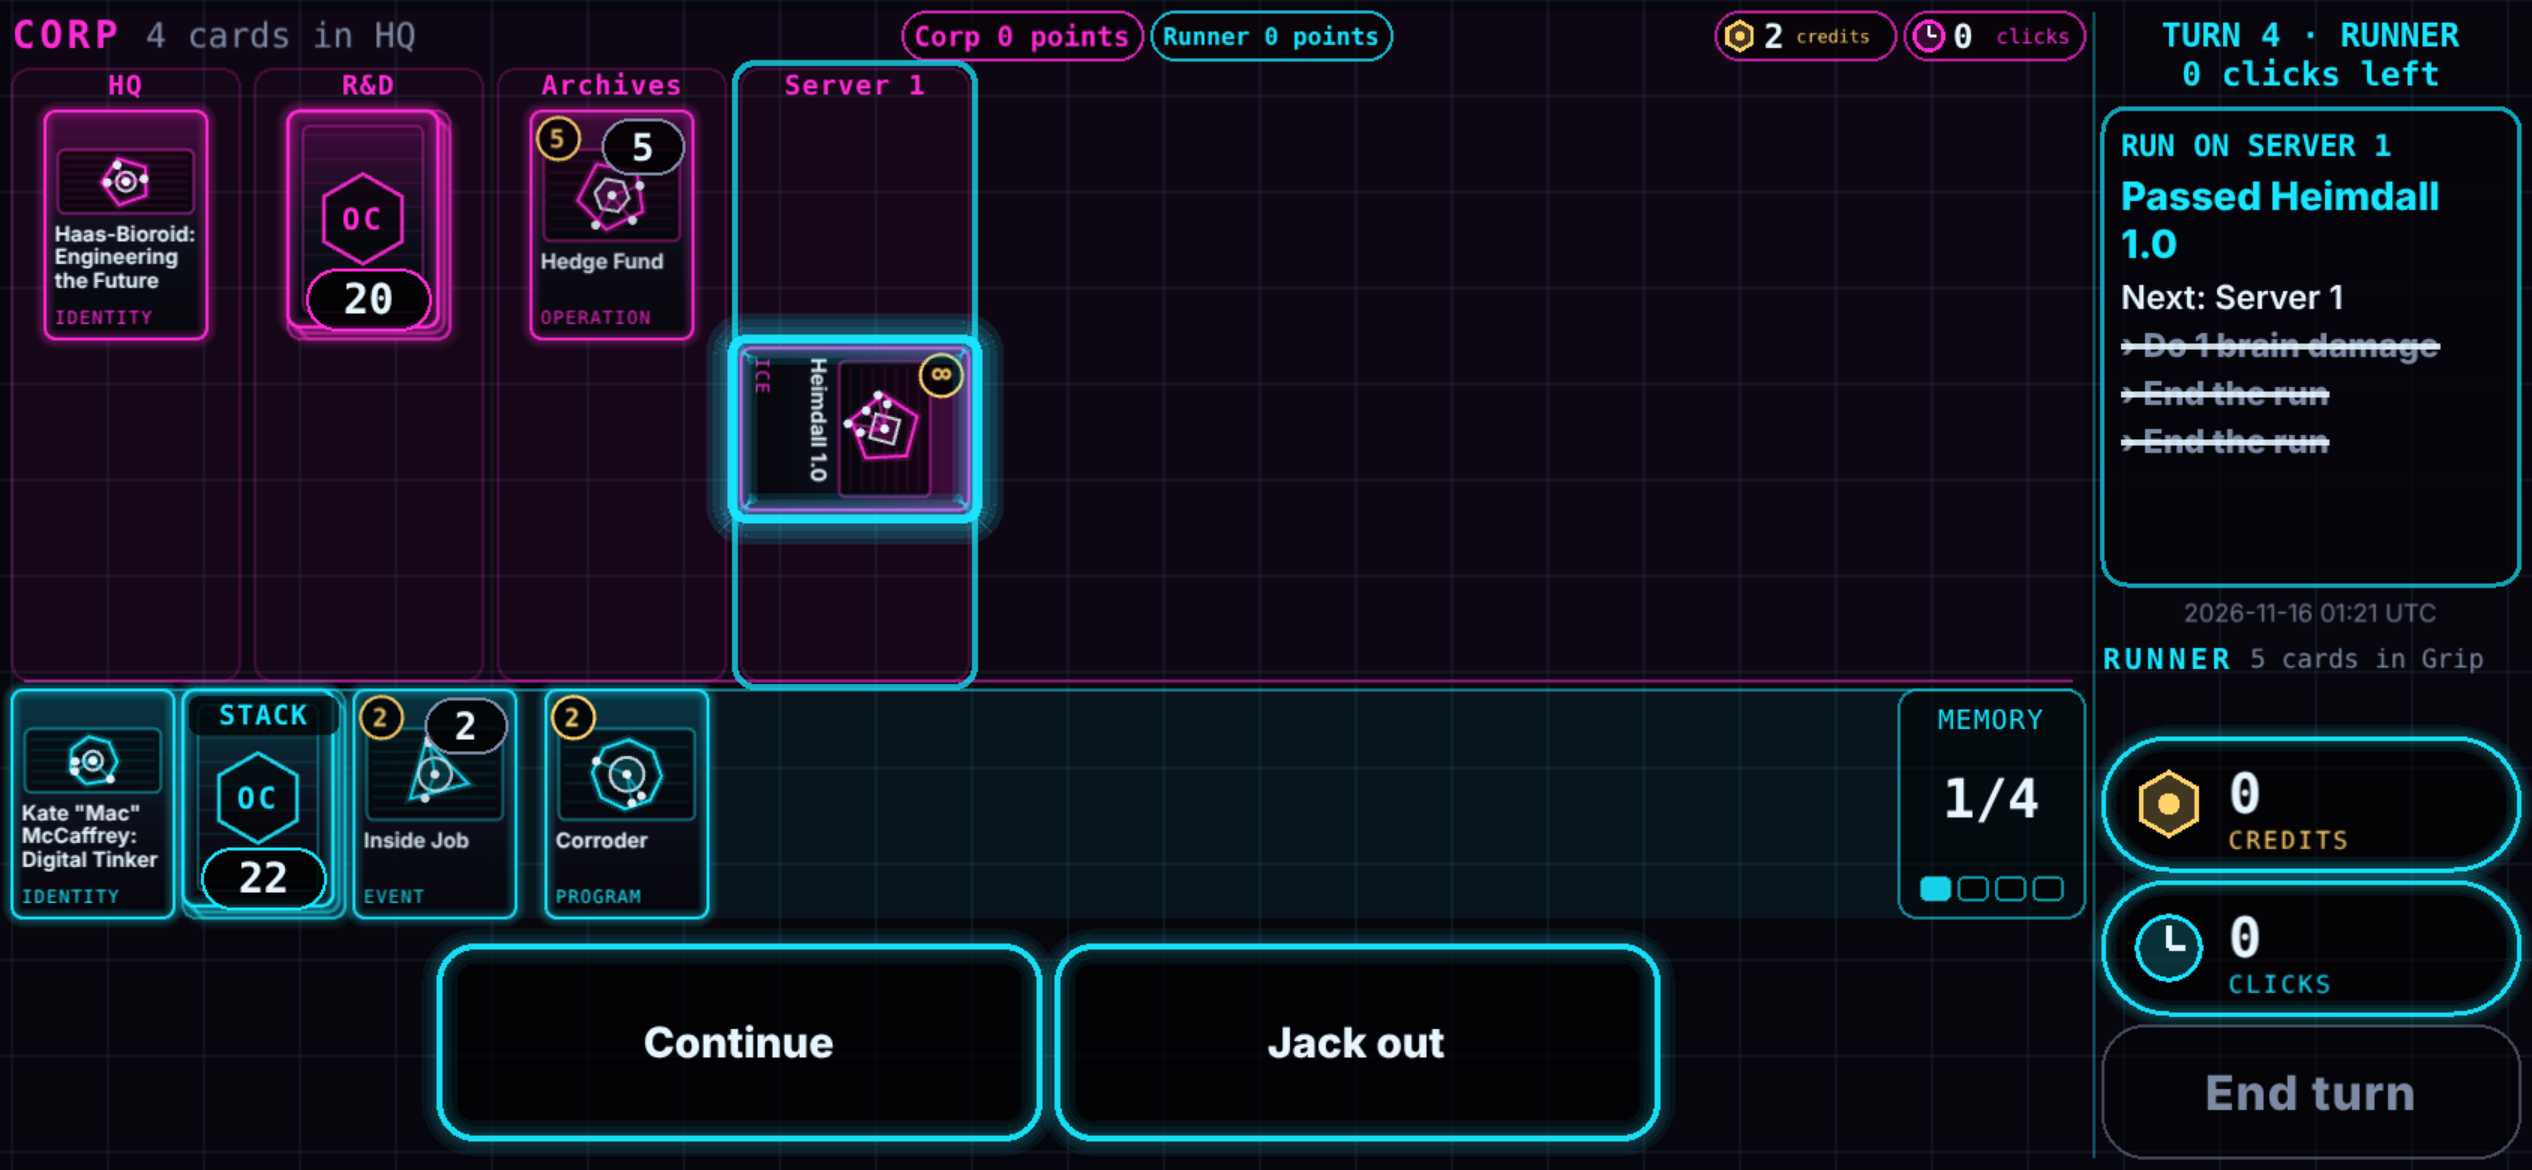 CORP 4 cards in HQ
Corp 0 points
Runner 0 points
2 credits
0 clicks
TURN 4 · RUNNER
0 clicks left
HQ
R&D
Archives
Server 1
Haas-Bioroid:
Engineering
the Future
IDENTITY
OC
20
5
5
Hedge Fund
OPERATION
8
Heimdall 1.0
ICE
RUN ON SERVER 1
Passed Heimdall
1.0
Next: Server 1
› Do 1 brain damage
› End the run
› End the run
2026-11-16 01:21 UTC
RUNNER 5 cards in Grip
Kate "Mac"
McCaffrey:
Digital Tinker
IDENTITY
STACK
OC
22
2
2
Inside Job
EVENT
2
Corroder
PROGRAM
MEMORY
1/4
0
CREDITS
0
CLICKS
Continue
Jack out
End turn